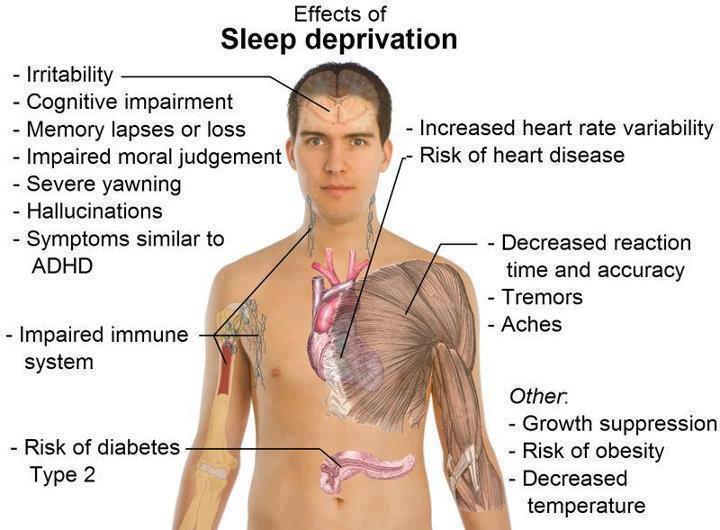 Effects of
Sleep deprivation
- Irritability
- Cognitive impairment
- Memory lapses or loss
- Impaired moral judgement
- Severe yawning
- Hallucinations
- Symptoms similar to
ADHD
- Impaired immune
system
- Risk of diabetes
Type 2
- Increased heart rate variability
- Risk of heart disease
- Decreased reaction
time and accuracy
- Tremors
- Aches
Other:
- Growth suppression
- Risk of obesity
- Decreased
temperature